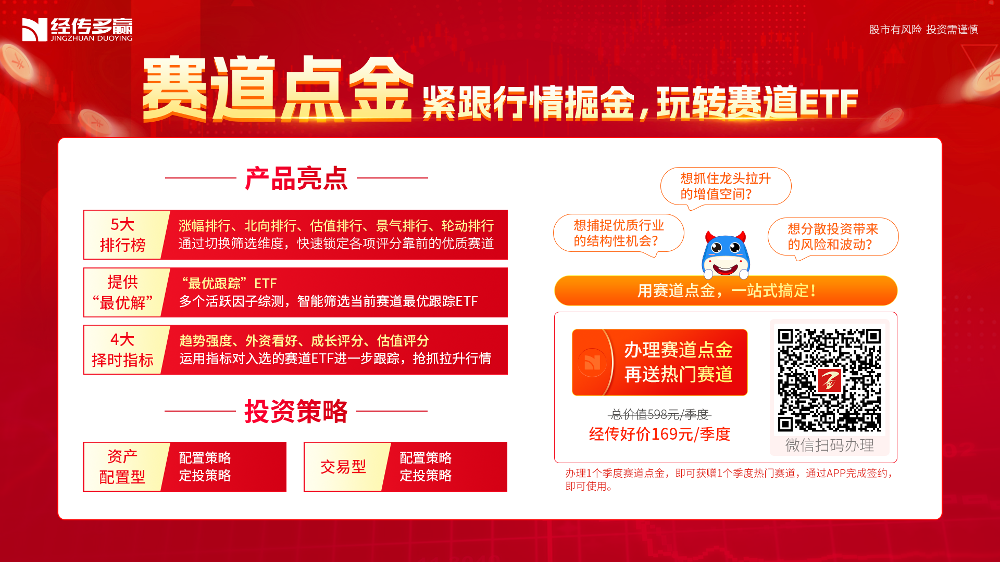 经传多赢
JINGZHUAN DUOYING
股市有风险 投资需谨慎
赛道点金 紧跟行情掘金,玩转赛道ETF
产品亮点
5大
排行榜
涨幅排行、北向排行、估值排行、景气排行、轮动排行
通过切换筛选维度，快速锁定各项评分靠前的优质赛道
提供
“最优解”
“最优跟踪”ETF
多个活跃因子综测，智能筛选当前赛道最优跟踪ETF
4大
择时指标
趋势强度、外资看好、成长评分、估值评分
运用指标对入选的赛道ETF进一步跟踪，抢抓拉升行情
投资策略
资产
配置型
配置策略
定投策略
交易型
配置策略
定投策略
想抓住龙头拉升
的增值空间？
想捕捉优质行业
的结构性机会？
想分散投资带来
的风险和波动？
用赛道点金，一站式搞定！
办理赛道点金
再送热门赛道
总价值598元/季度
经传好价169元/季度
微信扫码办理
办理1个季度赛道点金，即可获赠1个季度热门赛道，通过APP完成签约，
即可使用。